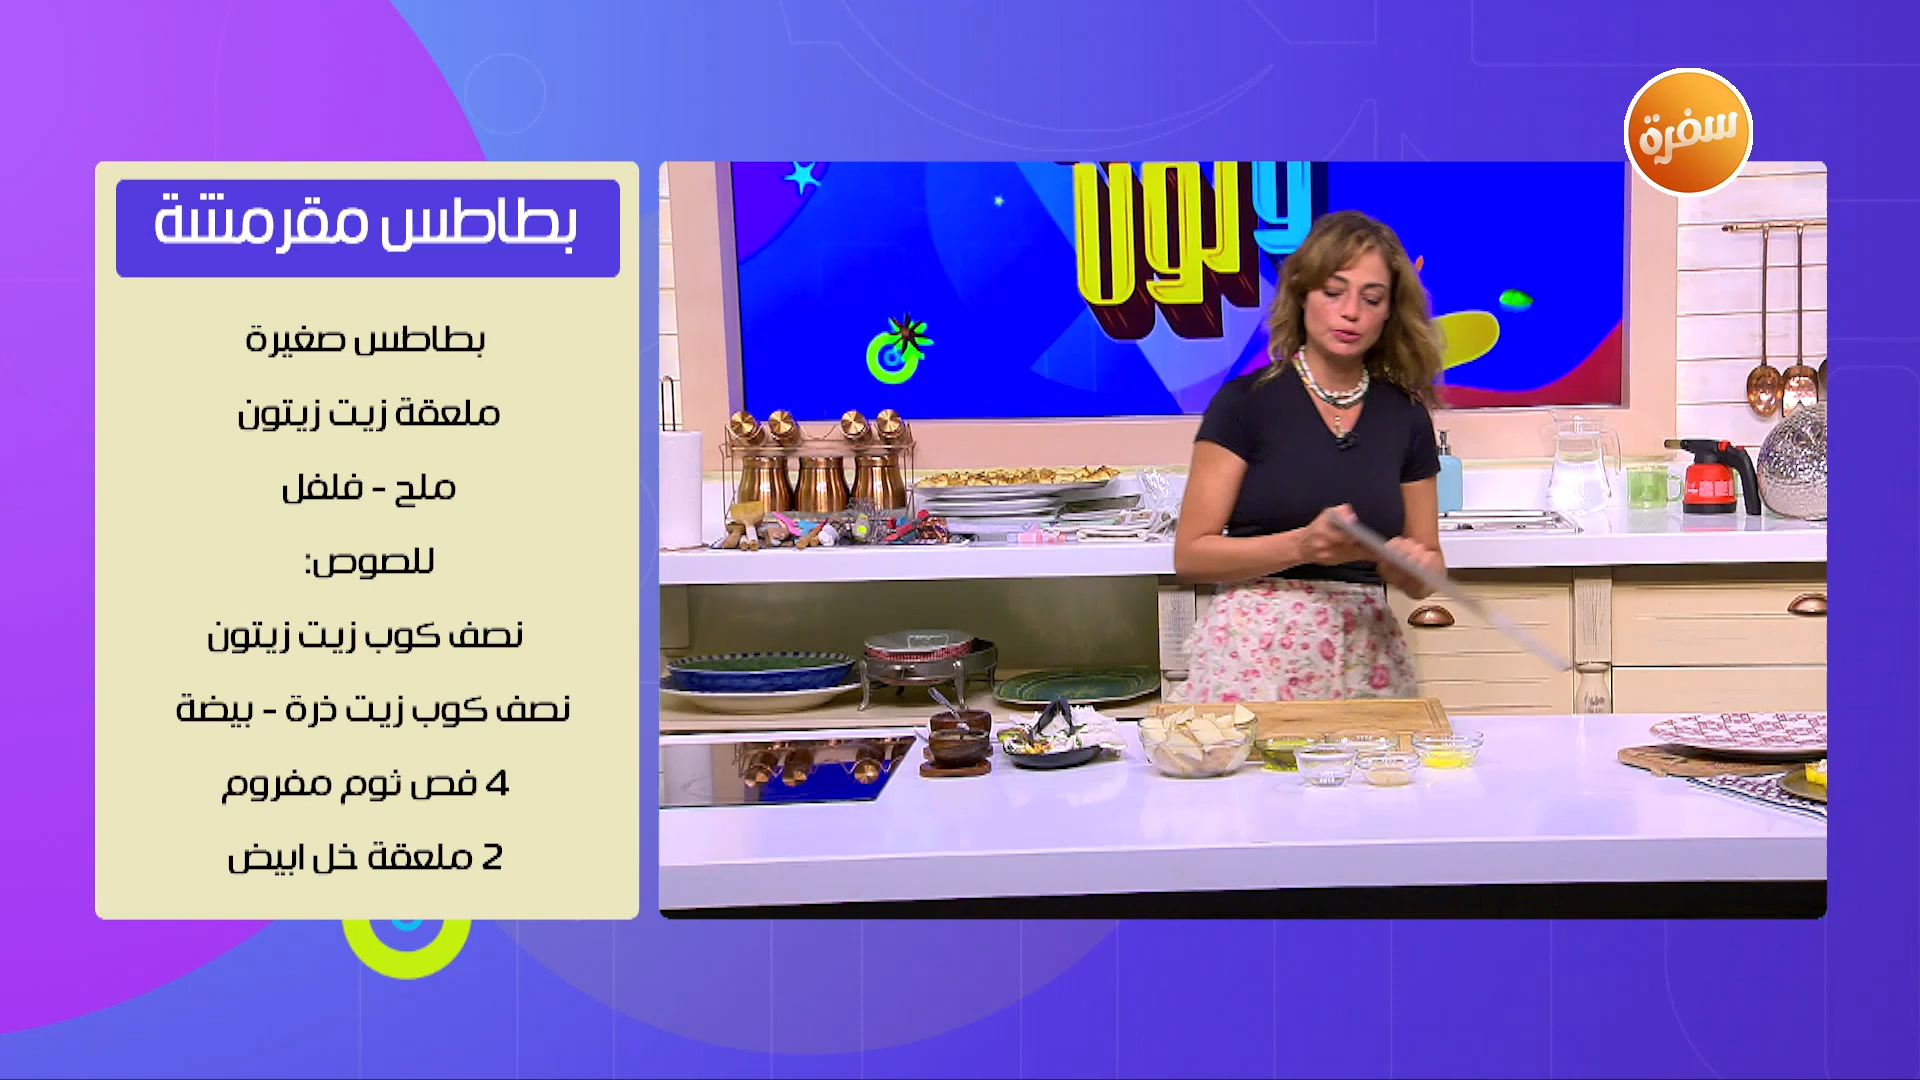 سفرة
بطاطس مقرمشة
بطاطس صغيرة
ملعقة زيت زيتون
ملح - فلفل
للصوص:
نصف كوب زيت زيتون
نصف كوب زيت ذرة - بيضة
4 فص ثوم مفروم
2 ملعقة خل ابيض
ولون